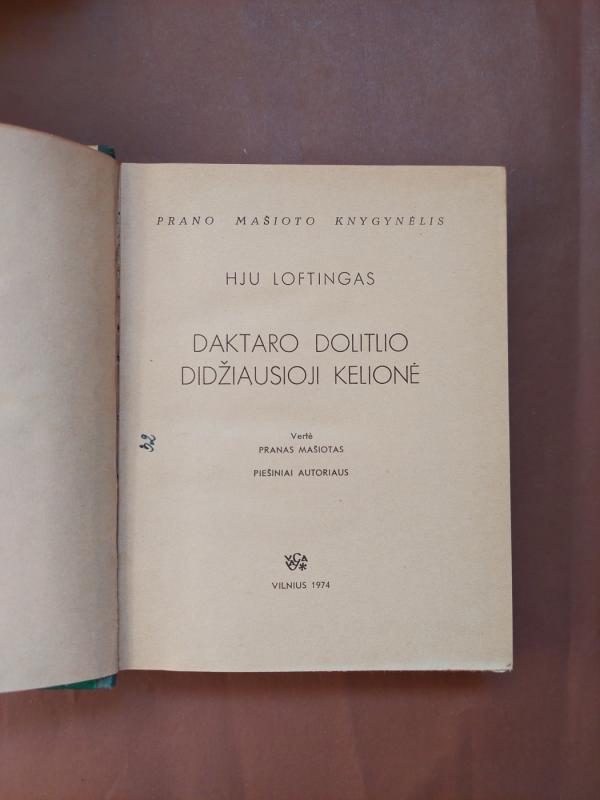 PRANO MAŠIOTO KNYGYNĖLIS
HJU LOFTINGAS
DAKTARO DOLITLIO
DIDŽIAUSIOJI KELIONĖ
Vertė
PRANAS MAŠIOTAS
PIEŠINIAI AUTORIAUS
VILNIUS 1974